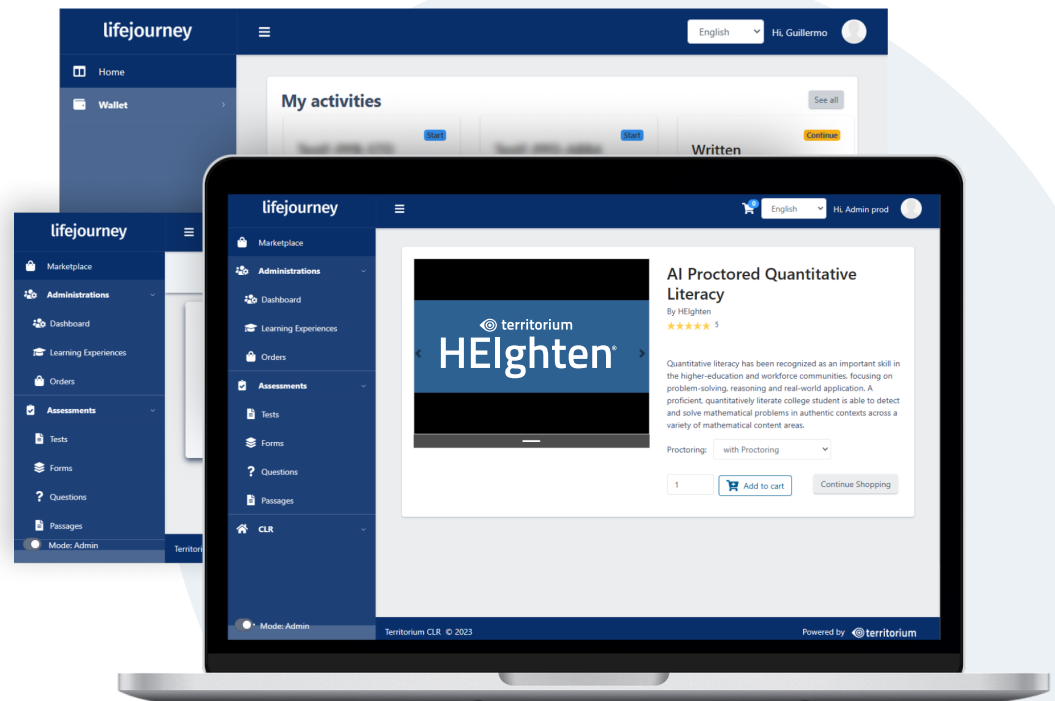 lifejourney
English
Hi, Guillermo
Home
Wallet
My activities
See all
Start
Start
Continue
Written
lifejourney
Marketplace
Administrations
Dashboard
Learning Experiences
Orders
Assessments
Tests
Forms
Questions
Passages
Mode: Admin
Territori
lifejourney
0
English
Hi, Admin prod
Marketplace
Administrations
Dashboard
Learning Experiences
Orders
Assessments
Tests
Forms
Questions
Passages
CLR
Mode: Admin
territorium
HEIghten®
AI Proctored Quantitative
Literacy
By HEIghten
5
Quantitative literacy has been recognized as an important skill in
the higher-education and workforce communities, focusing on
problem-solving, reasoning and real-world application. A
proficient, quantitatively literate college student is able to detect
and solve mathematical problems in authentic contexts across a
variety of mathematical content areas.
Proctoring: with Proctoring
1
Add to cart
Continue Shopping
Territorium CLR © 2023
Powered by territorium